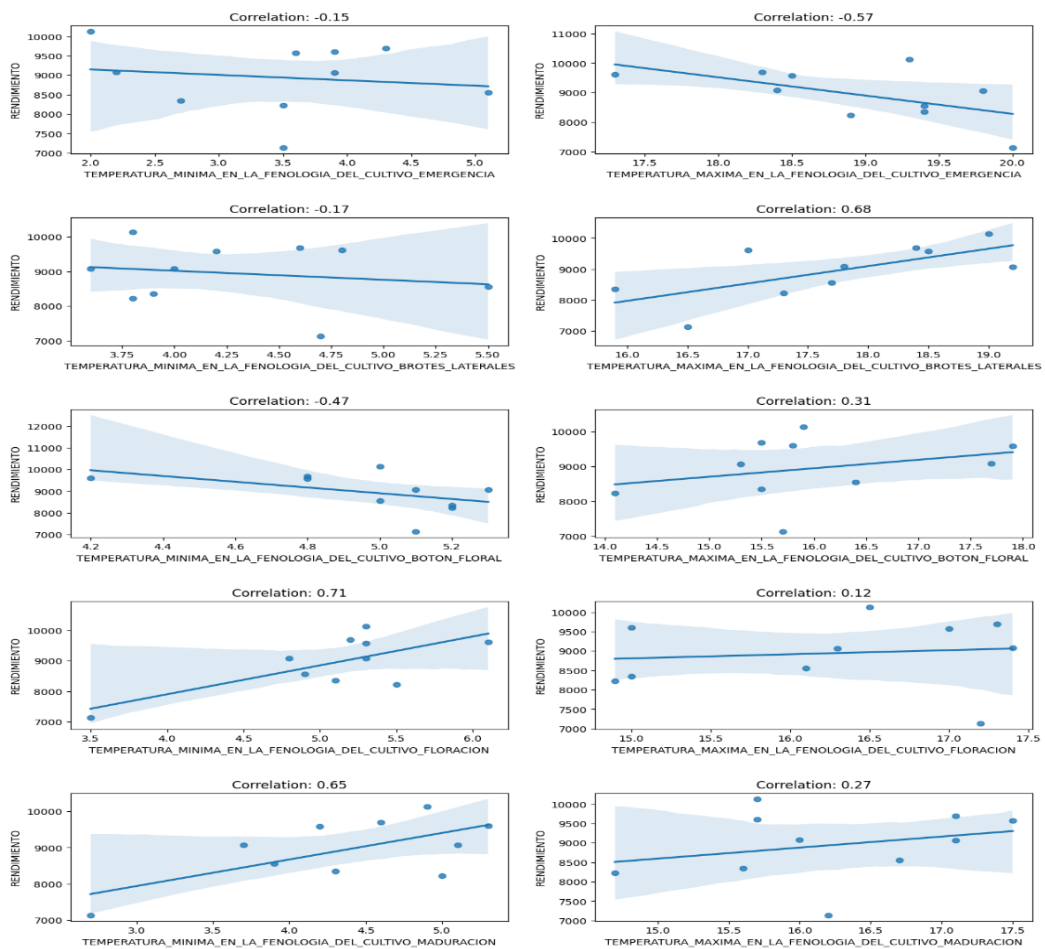 Correlation: -0.15
10000
9500
9000
8500
8000
7500
7000
RENDIMIENTO
2.0 2.5 3.0 3.5 4.0 4.5 5.0
TEMPERATURA_MINIMA_EN_LA_FENOLOGIA_DEL_CULTIVO_EMERGENCIA
Correlation: -0.57
11000
10000
9000
8000
7000
RENDIMIENTO
17.5 18.0 18.5 19.0 19.5 20.0
TEMPERATURA_MAXIMA_EN_LA_FENOLOGIA_DEL_CULTIVO_EMERGENCIA
Correlation: -0.17
10000
9000
8000
7000
RENDIMIENTO
3.75 4.00 4.25 4.50 4.75 5.00 5.25 5.50
TEMPERATURA_MINIMA_EN_LA_FENOLOGIA_DEL_CULTIVO_BROTES_LATERALES
Correlation: 0.68
10000
9000
8000
7000
RENDIMIENTO
16.0 16.5 17.0 17.5 18.0 18.5 19.0
TEMPERATURA_MAXIMA_EN_LA_FENOLOGIA_DEL_CULTIVO_BROTES_LATERALES
Correlation: -0.47
12000
11000
10000
9000
8000
7000
RENDIMIENTO
4.2 4.4 4.6 4.8 5.0 5.2
TEMPERATURA_MINIMA_EN_LA_FENOLOGIA_DEL_CULTIVO_BOTON_FLORAL
Correlation: 0.31
10000
9000
8000
7000
RENDIMIENTO
14.0 14.5 15.0 15.5 16.0 16.5 17.0 17.5 18.0
TEMPERATURA_MAXIMA_EN_LA_FENOLOGIA_DEL_CULTIVO_BOTON_FLORAL
Correlation: 0.71
10000
9000
8000
7000
RENDIMIENTO
3.5 4.0 4.5 5.0 5.5 6.0
TEMPERATURA_MINIMA_EN_LA_FENOLOGIA_DEL_CULTIVO_FLORACION
Correlation: 0.12
10000
9500
9000
8500
8000
7500
7000
RENDIMIENTO
15.0 15.5 16.0 16.5 17.0 17.5
TEMPERATURA_MAXIMA_EN_LA_FENOLOGIA_DEL_CULTIVO_FLORACION
Correlation: 0.65
10000
9000
8000
7000
RENDIMIENTO
3.0 3.5 4.0 4.5 5.0
TEMPERATURA_MINIMA_EN_LA_FENOLOGIA_DEL_CULTIVO_MADURACION
Correlation: 0.27
10000
9500
9000
8500
8000
7500
7000
RENDIMIENTO
15.0 15.5 16.0 16.5 17.0 17.5
TEMPERATURA_MAXIMA_EN_LA_FENOLOGIA_DEL_CULTIVO_MADURACION